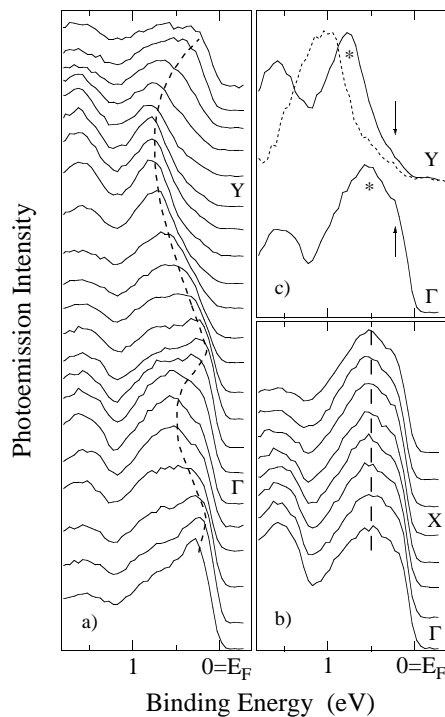 Photoemission Intensity
Y
Γ
a)
1
0=E_F
*
Y
*
c)
Γ
X
b)
Γ
1
0=E_F
Binding Energy (eV)